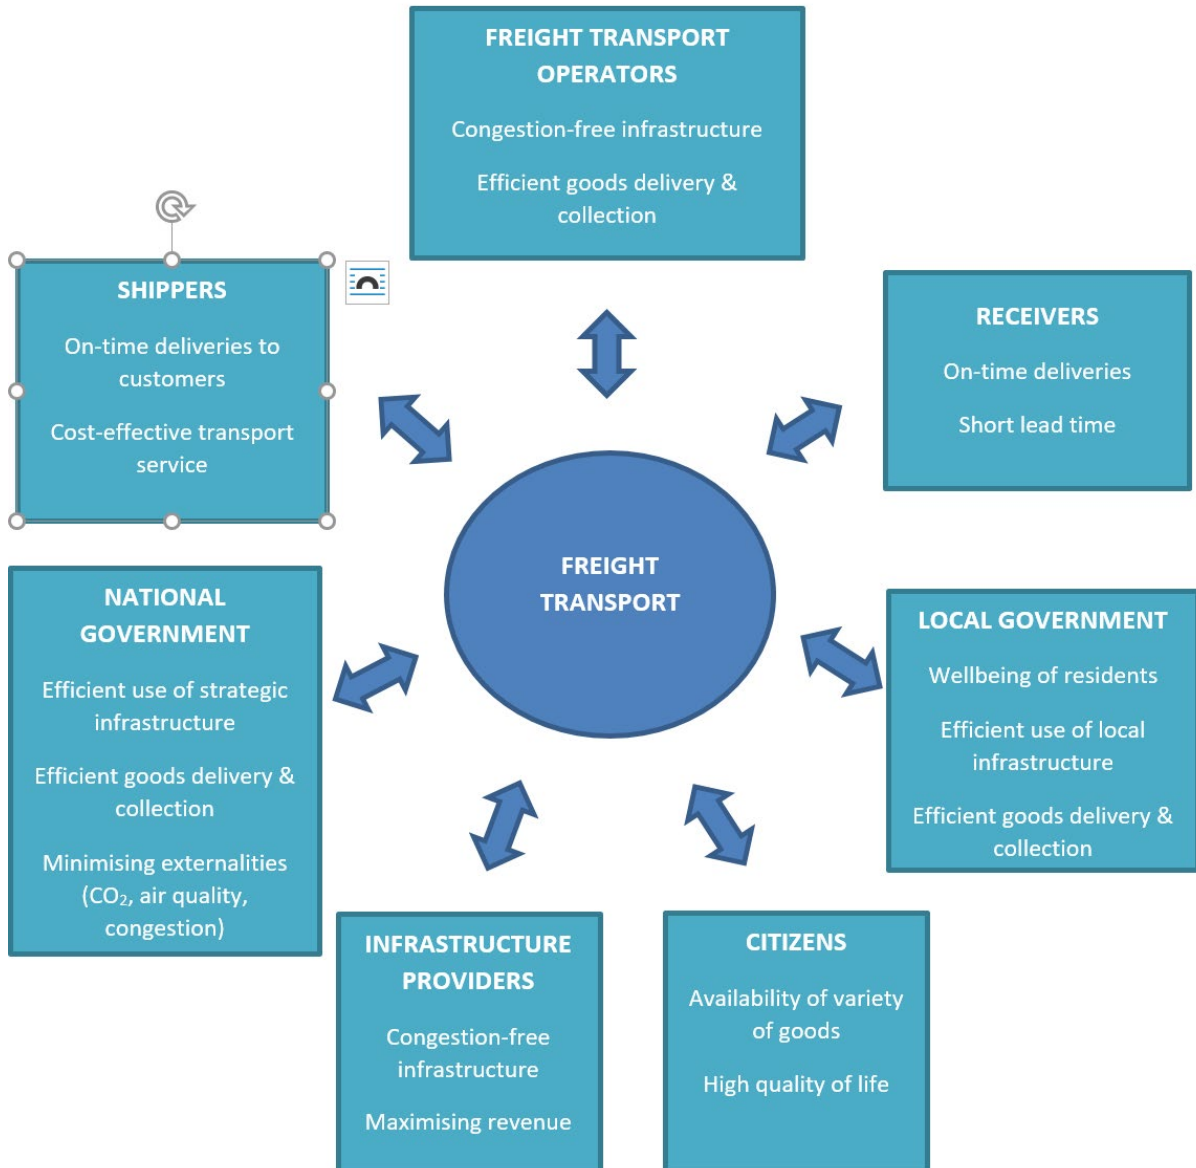 FREIGHT TRANSPORT
OPERATORS
Congestion-free infrastructure
Efficient goods delivery &
collection
SHIPPERS
On-time deliveries to
customers
Cost-effective transport
service
RECEIVERS
On-time deliveries
Short lead time
FREIGHT
TRANSPORT
NATIONAL
GOVERNMENT
Efficient use of strategic
infrastructure
Efficient goods delivery &
collection
Minimising externalities
(CO₂, air quality,
congestion)
LOCAL GOVERNMENT
Wellbeing of residents
Efficient use of local
infrastructure
Efficient goods delivery &
collection
INFRASTRUCTURE
PROVIDERS
Congestion-free
infrastructure
Maximising revenue
CITIZENS
Availability of variety
of goods
High quality of life